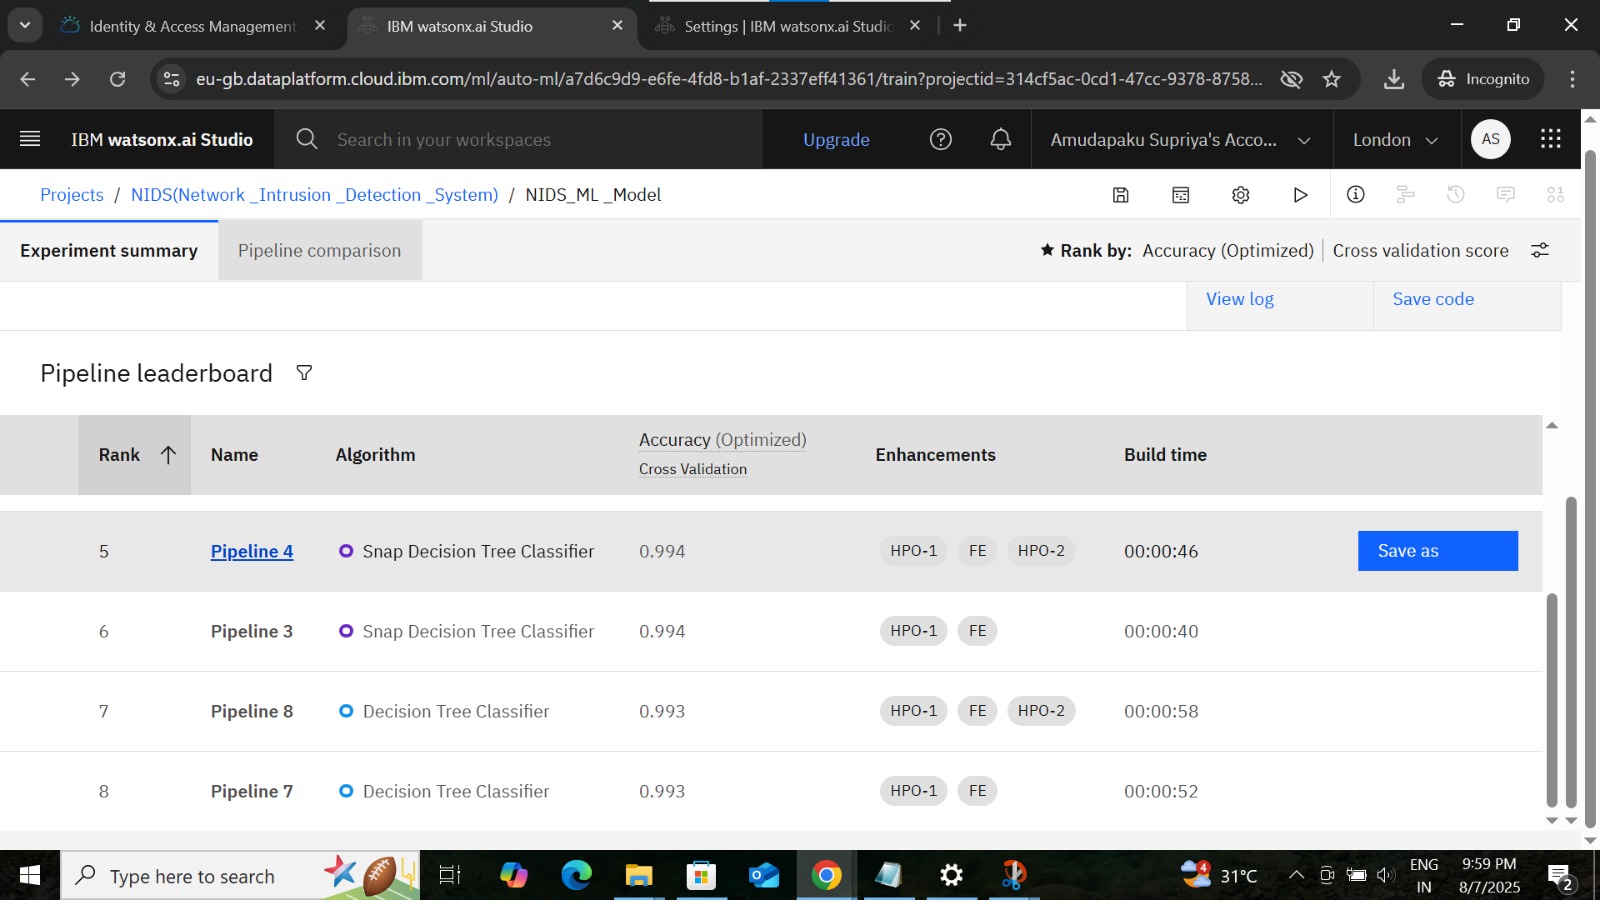 Identity & Access Management
IBM watsonx.ai Studio
Settings | IBM watsonx.ai Studio
eu-gb.dataplatform.cloud.ibm.com/ml/auto-ml/a7d6c9d9-e6fe-4fd8-b1af-2337eff41361/train?projectid=314cf5ac-0cd1-47cc-9378-8758...
Incognito
IBM watsonx.ai Studio
Search in your workspaces
Upgrade
Amudapaku Supriya's Acco...
London
AS
Projects / NIDS(Network _Intrusion _Detection _System) / NIDS_ML _Model
Experiment summary
Pipeline comparison
Rank by: Accuracy (Optimized) | Cross validation score
View log
Save code
Pipeline leaderboard
Rank Name Algorithm Accuracy (Optimized) Enhancements Build time
Cross Validation
5 Pipeline 4 Snap Decision Tree Classifier 0.994 HPO-1 FE HPO-2 00:00:46 Save as
6 Pipeline 3 Snap Decision Tree Classifier 0.994 HPO-1 FE 00:00:40
7 Pipeline 8 Decision Tree Classifier 0.993 HPO-1 FE HPO-2 00:00:58
8 Pipeline 7 Decision Tree Classifier 0.993 HPO-1 FE 00:00:52
Type here to search
4
31°C
ENG
IN
9:59 PM
8/7/2025
2